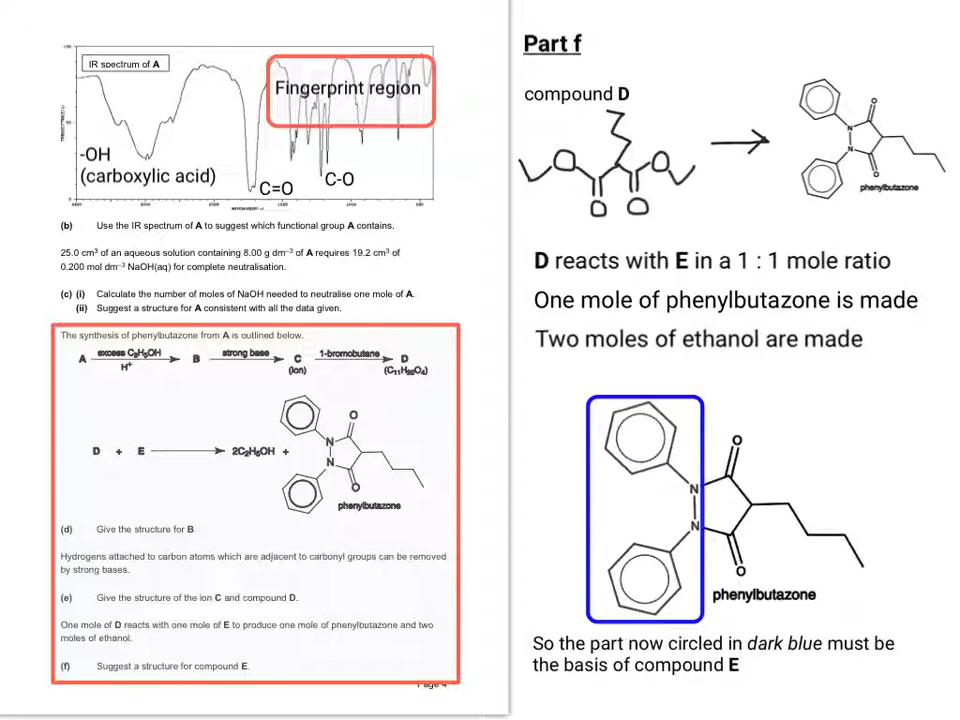 IR spectrum of A
Fingerprint region
-OH
(carboxylic acid)
C=O
C-O
(b) Use the IR spectrum of A to suggest which functional group A contains.
25.0 cm³ of an aqueous solution containing 8.00 g dm⁻³ of A requires 19.2 cm³ of
0.200 mol dm⁻³ NaOH(aq) for complete neutralisation.
(c) (i) Calculate the number of moles of NaOH needed to neutralise one mole of A.
(ii) Suggest a structure for A consistent with all the data given.
The synthesis of phenylbutazone from A is outlined below.
A excess C₂H₅OH H⁺ B strong base C (ion) 1-bromobutane D (C₁₁H₂₀O₄)
D + E 2C₂H₅OH +
N
N
O
O
phenylbutazone
(d) Give the structure for B
Hydrogens attached to carbon atoms which are adjacent to carbonyl groups can be removed
by strong bases.
(e) Give the structure of the ion C and compound D.
One mole of D reacts with one mole of E to produce one mole of phenylbutazone and two
moles of ethanol.
(f) Suggest a structure for compound E.
Part f
compound D
O
O
O
O
N
N
O
O
phenylbutazone
D reacts with E in a 1 : 1 mole ratio
One mole of phenylbutazone is made
Two moles of ethanol are made
N
N
O
O
phenylbutazone
So the part now circled in dark blue must be
the basis of compound E